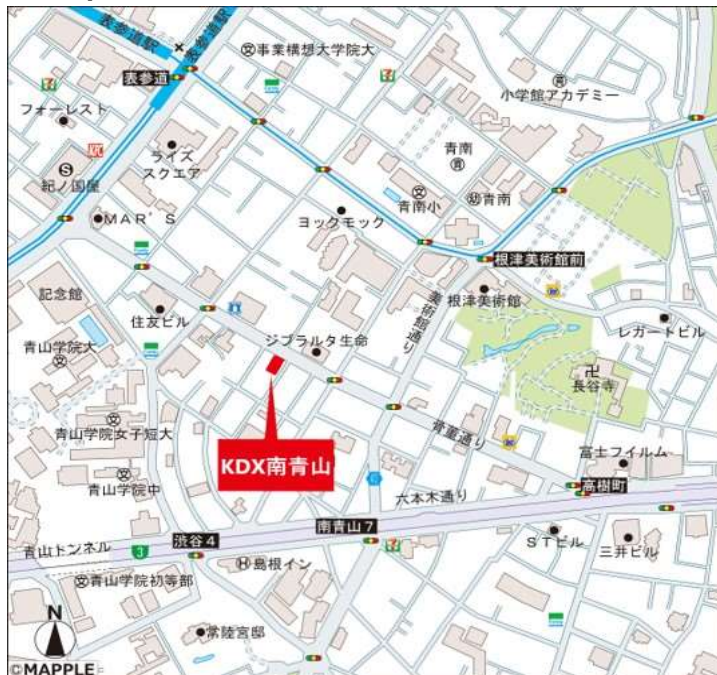 表参道駅
表参道駅
表参道
事業構想大学院大
小学館アカデミー
フォーレスト
ライズ
スクエア
紀ノ国屋
青南
青南小
青南
MAR'S
ヨックモック
根津美術館前
記念館
住友ビル
美術館通り
根津美術館
レガートビル
ジブラルタ生命
青山学院大
長谷寺
青山学院女子短大
骨董通り
KDX南青山
富士フイルム
青山学院中
六本木通り
高樹町
南青山7
青山トンネル
3
渋谷4
STビル
三井ビル
島根イン
青山学院初等部
常陸宮邸
N
©MAPPLE